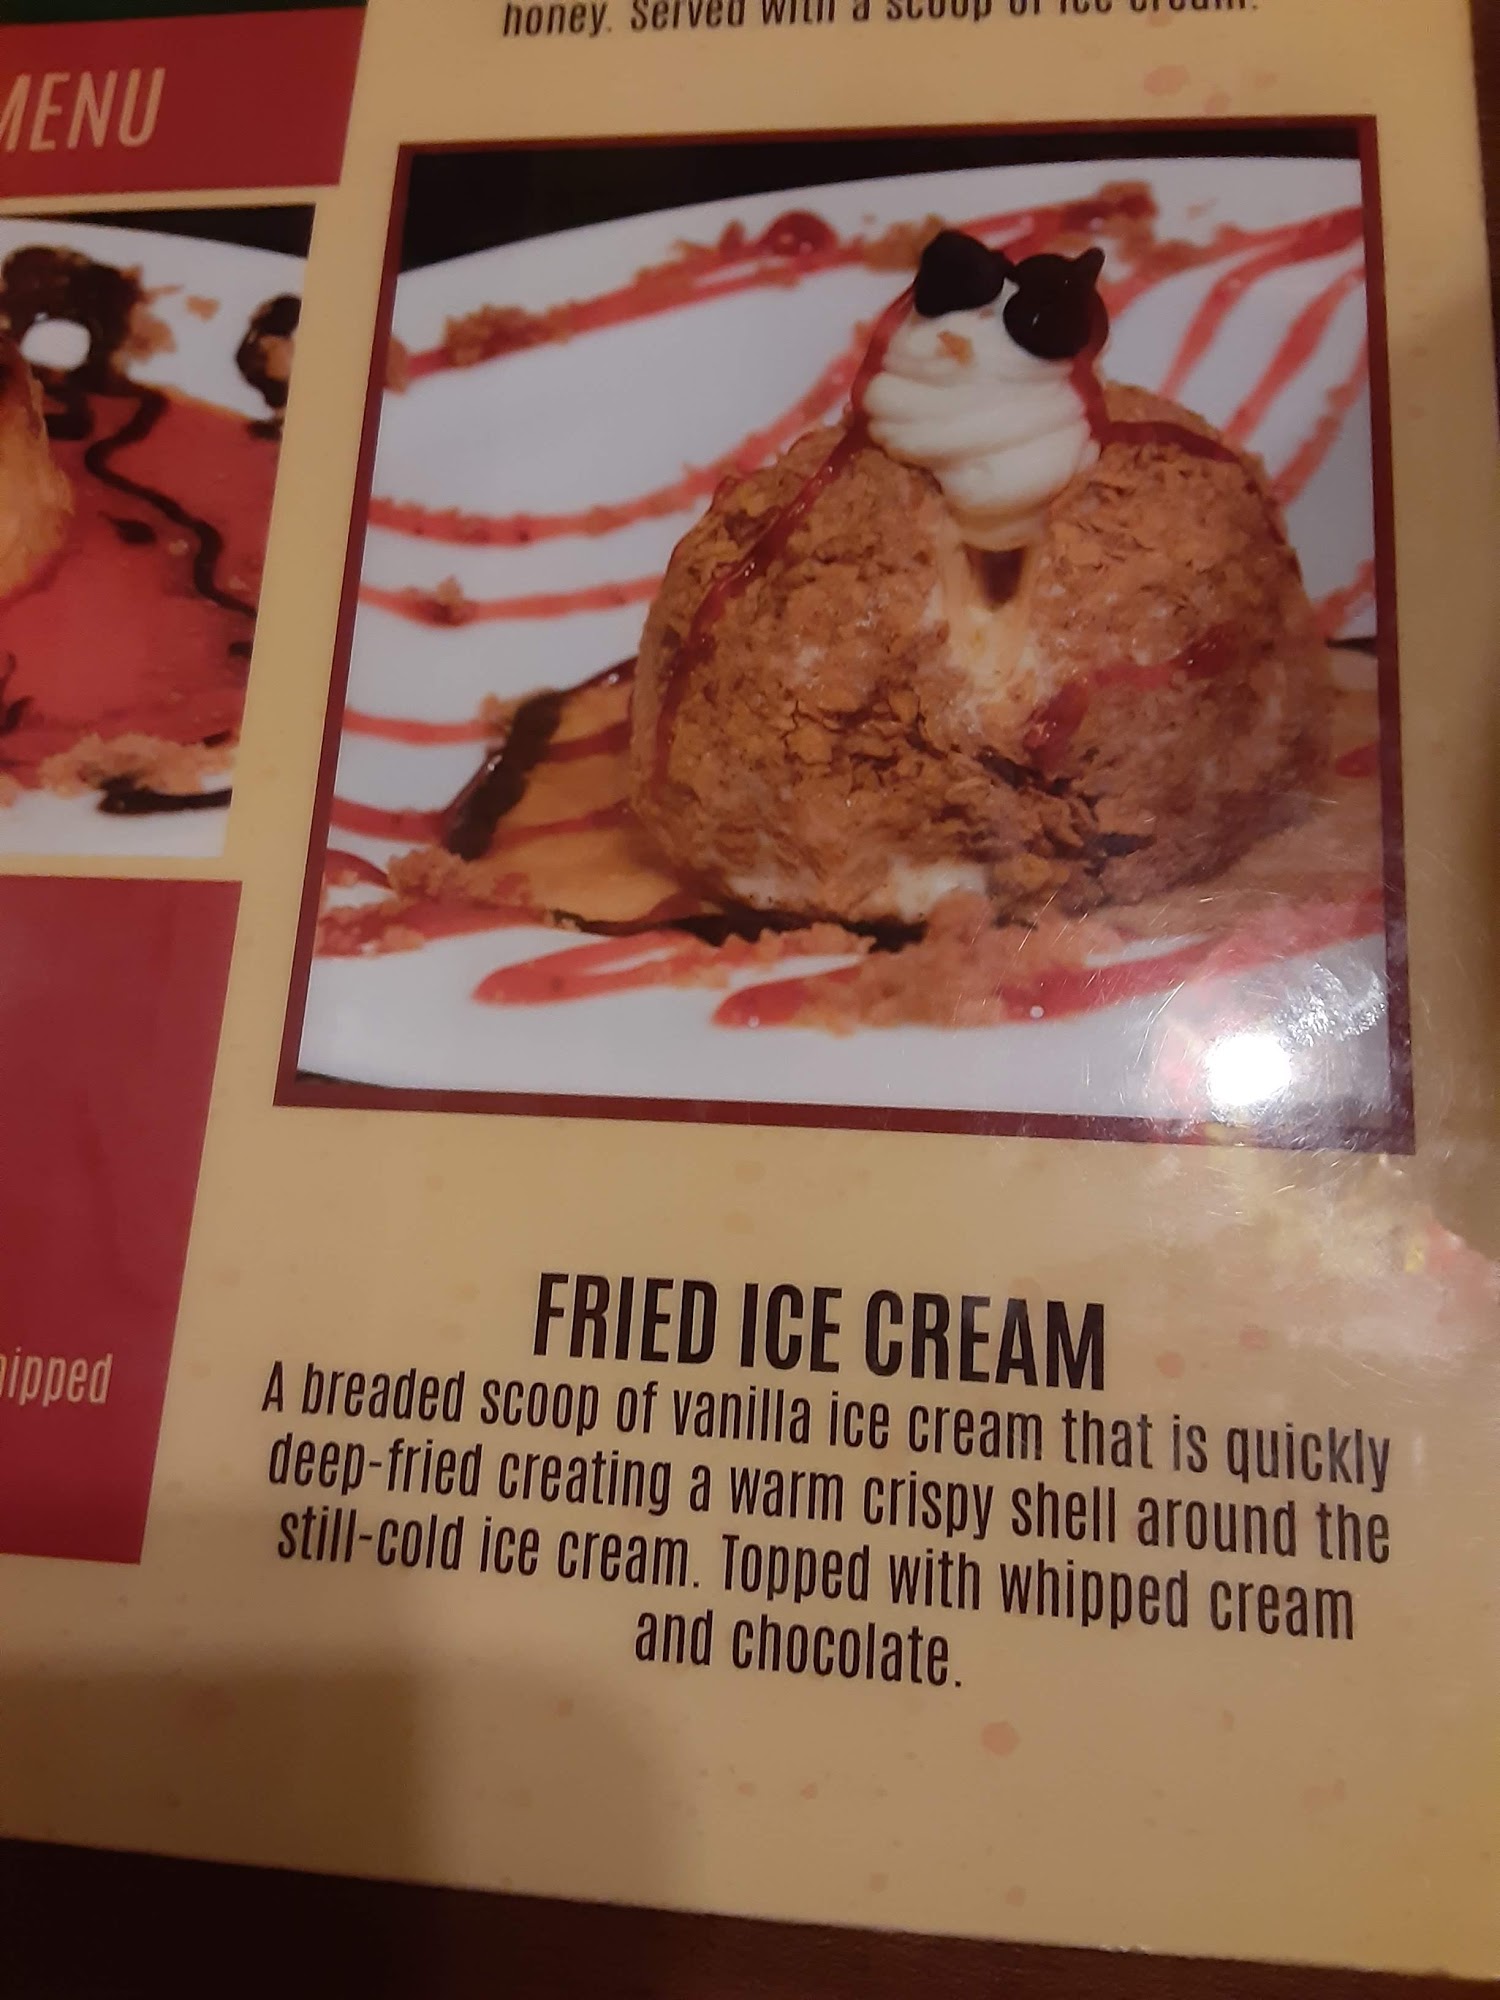 honey. Served with a scoop of ice cream.
MENU
FRIED ICE CREAM
A breaded scoop of vanilla ice cream that is quickly
deep-fried creating a warm crispy shell around the
still-cold ice cream. Topped with whipped cream
and chocolate.
hipped